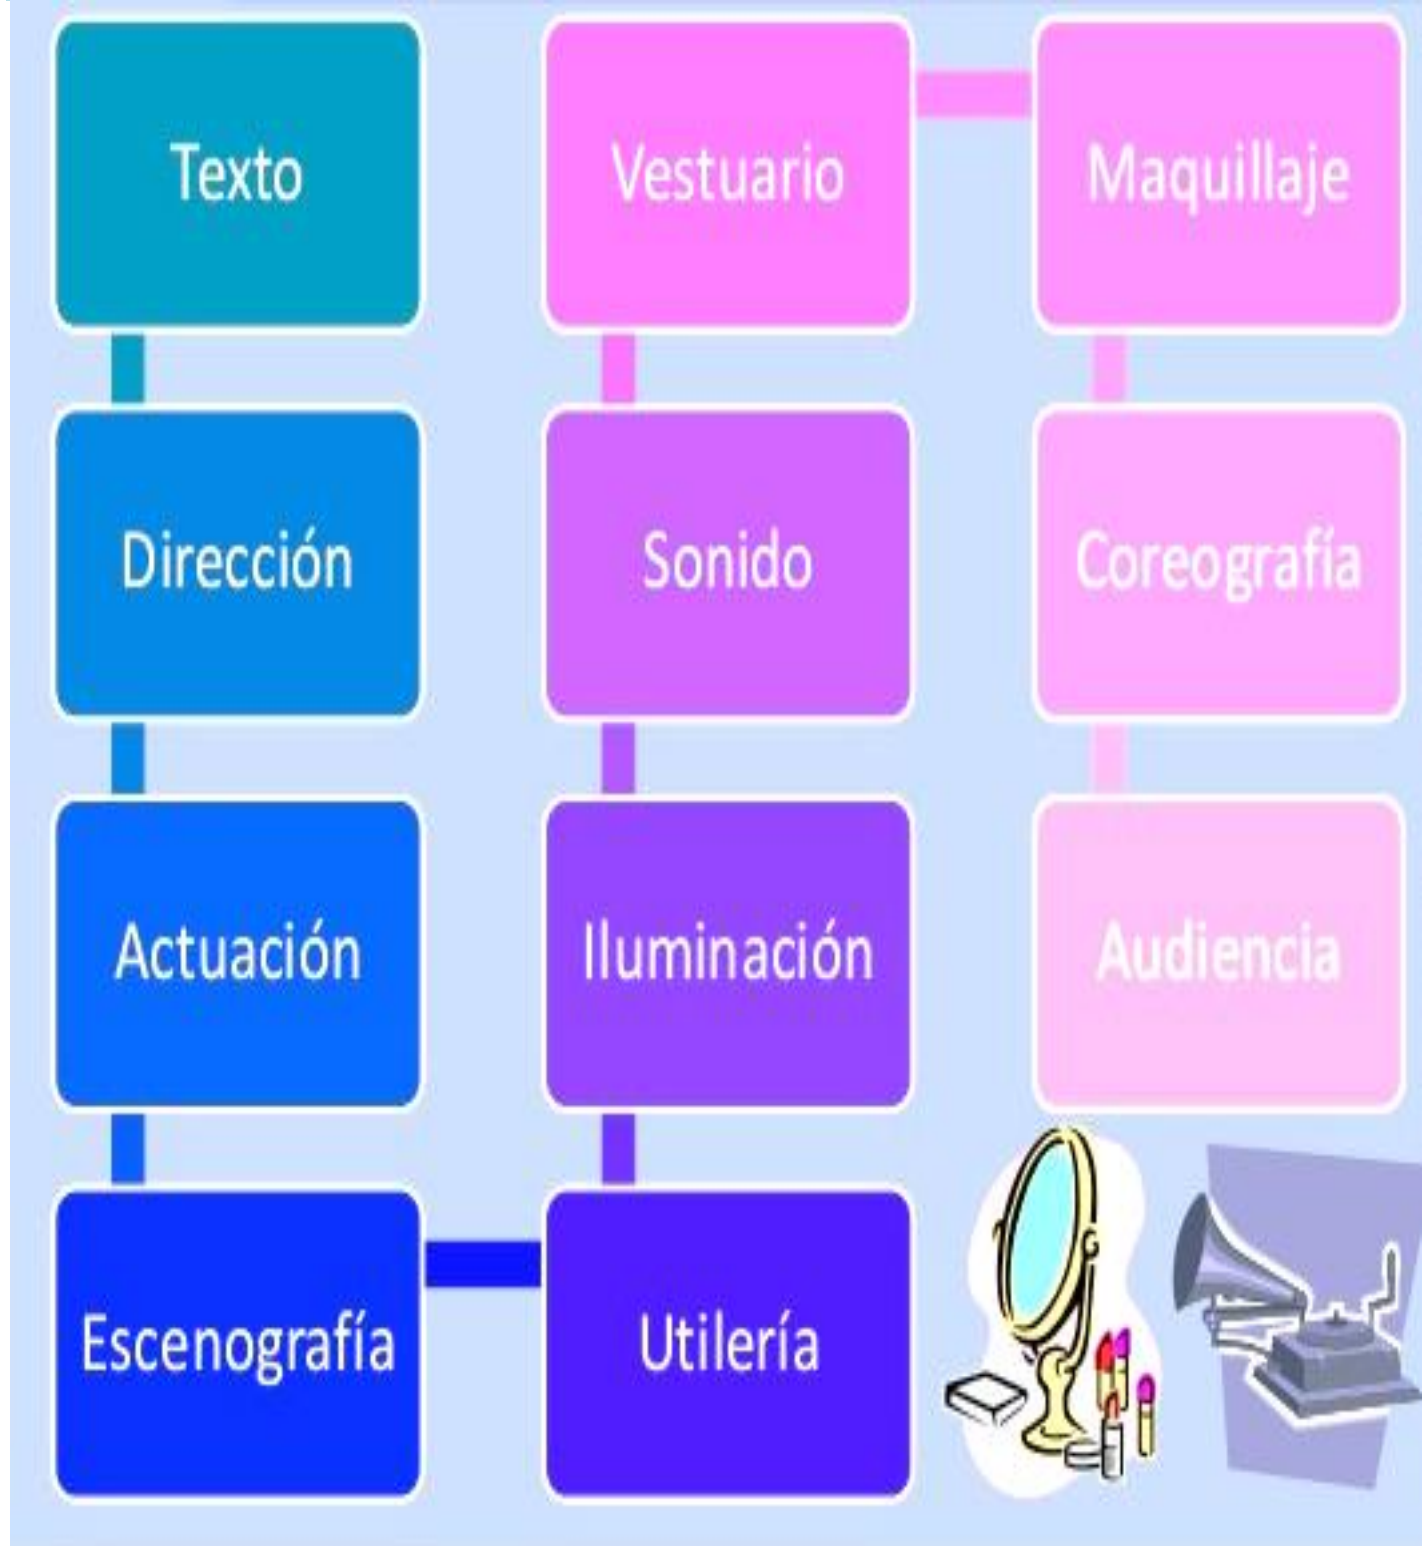 Texto
Dirección
Actuación
Escenografía
Utilería
Iluminación
Sonido
Vestuario
Maquillaje
Coreografía
Audiencia